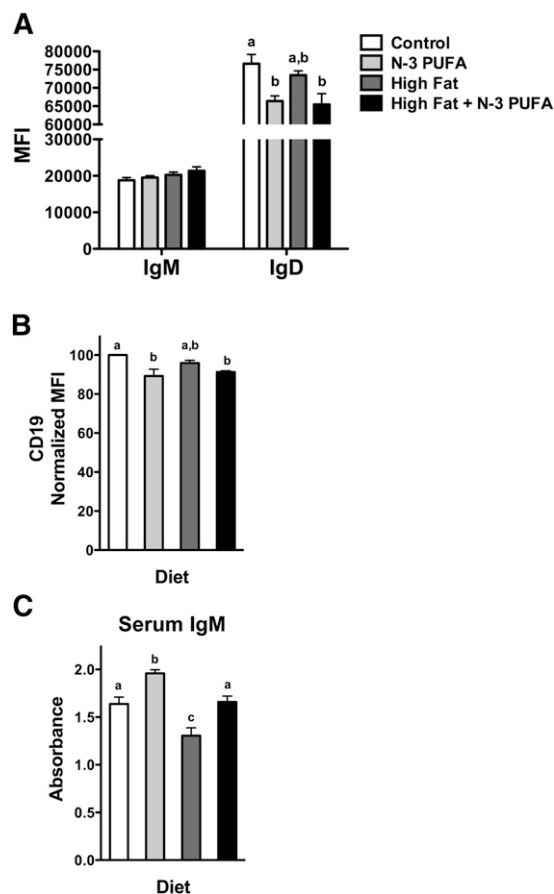 A
MFI
80000
75000
70000
65000
60000
30000
20000
10000
0
a
b
a,b
b
IgM
IgD
Control
N-3 PUFA
High Fat
High Fat + N-3 PUFA
B
CD19
Normalized MFI
100
80
60
40
20
0
a
b
a,b
b
Diet
C
Serum IgM
Absorbance
2.0
1.5
1.0
0.5
0.0
a
b
c
a
Diet